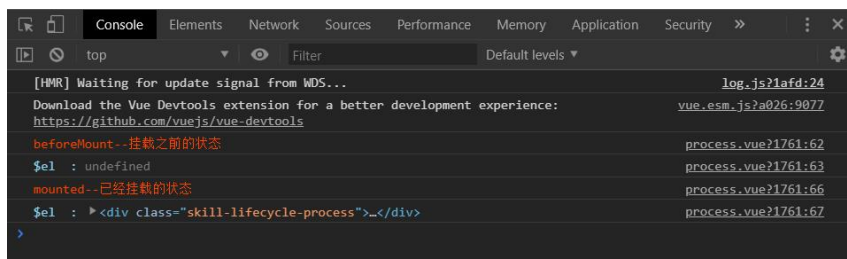 Console Elements Network Sources Performance Memory Application Security »
top Filter Default levels
[HMR] Waiting for update signal from WDS... log.js?1afd:24
Download the Vue Devtools extension for a better development experience: vue.esm.js?a026:9077
https://github.com/vuejs/vue-devtools
beforeMount--挂载之前的状态 process.vue?1761:62
$el : undefined process.vue?1761:63
mounted--已经挂载的状态 process.vue?1761:66
$el : <div class="skill-lifecycle-process">…</div> process.vue?1761:67